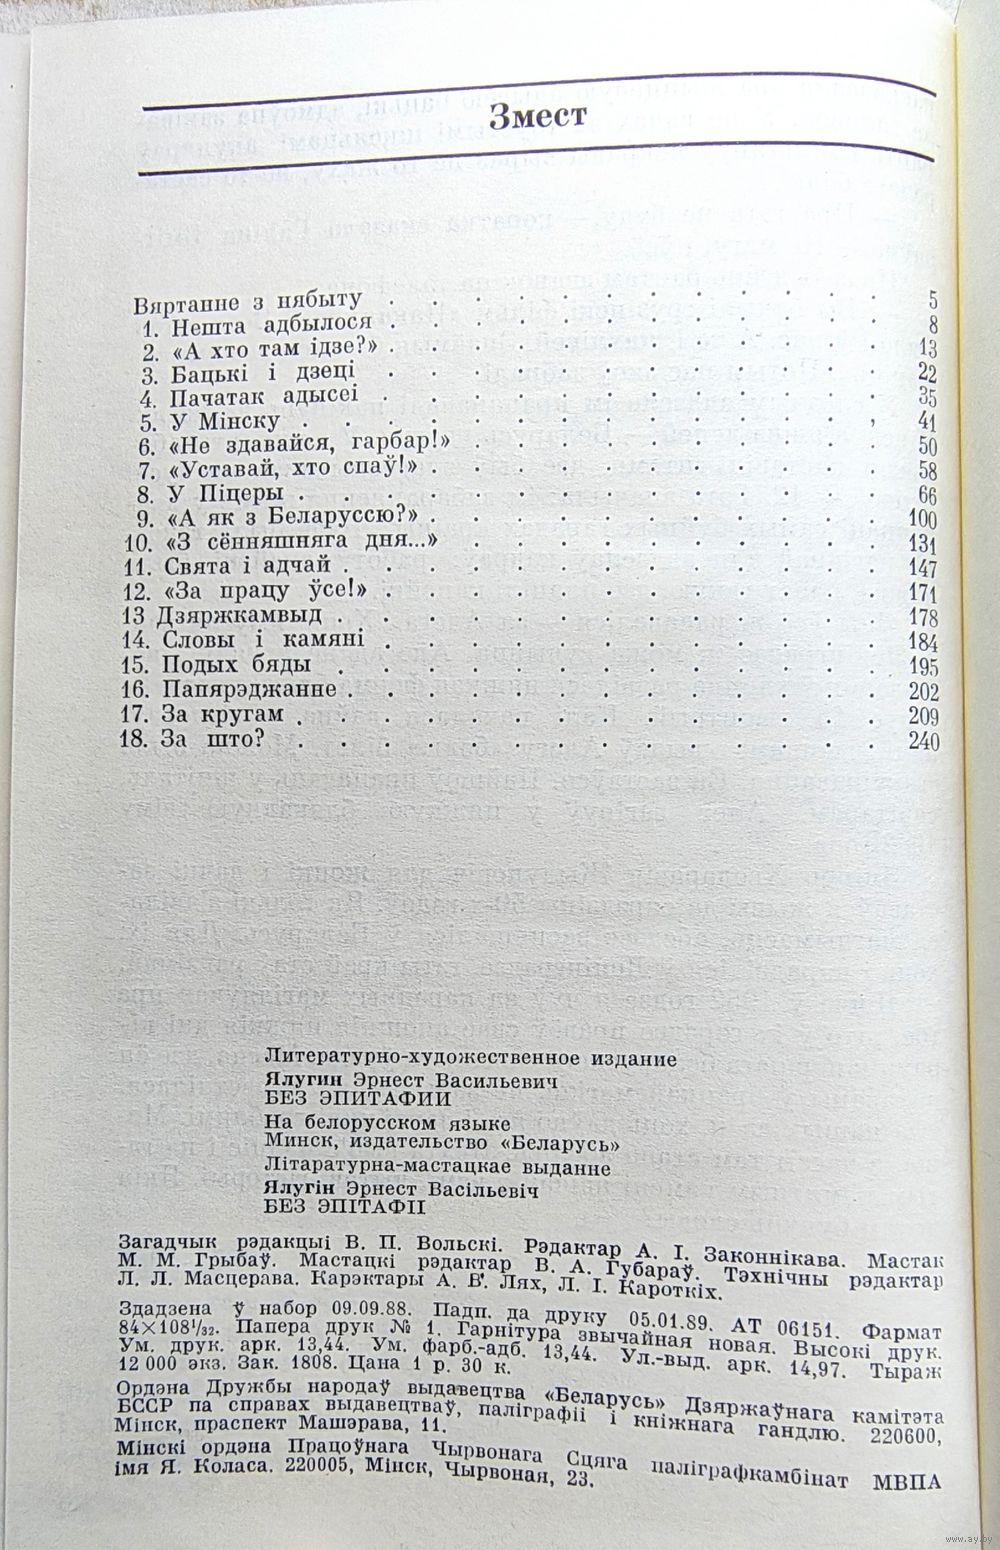 Змест
Вяртанне з нябыту . . . . . . . . . . . . 5
1. Нешта адбылося . . . . . . . . . . . . 8
2. «А хто там ідзе?» . . . . . . . . . . . . 13
3. Бацькі і дзеці . . . . . . . . . . . . 22
4. Пачатак адысеі . . . . . . . . . . . . 35
5. У Мінску . . . . . . . . . . . . . . 41
6. «Не здавайся, гарбар!» . . . . . . . . . . 50
7. «Уставай, хто спаў!» . . . . . . . . . . . 58
8. У Піцеры . . . . . . . . . . . . . . 66
9. «А як з Беларуссю?» . . . . . . . . . . . 100
10. «З сённяшняга дня...» . . . . . . . . . . 131
11. Свята і адчай . . . . . . . . . . . . . 147
12. «За працу ўсе!» . . . . . . . . . . . . 171
13 Дзяржкамвыд . . . . . . . . . . . . . 178
14. Словы і камяні . . . . . . . . . . . . 184
15. Подых бяды . . . . . . . . . . . . . 195
16. Папярэджанне . . . . . . . . . . . . . 202
17. За кругам . . . . . . . . . . . . . . 209
18. За што? . . . . . . . . . . . . . . 240
Литературно-художественное издание
Ялугин Эрнест Васильевич
БЕЗ ЭПИТАФИИ
На белорусском языке
Минск, издательство «Беларусь»
Літаратурна-мастацкае выданне
Ялугін Эрнест Васільевіч
БЕЗ ЭПІТАФІІ
Загадчык рэдакцыі В. П. Вольскі. Рэдактар А. І. Законнікава. Мастак
М. М. Грыбаў. Мастацкі рэдактар В. А. Губараў. Тэхнічны рэдактар
Л. Л. Масцерава. Карэктары А. В. Лях, Л. І. Кароткіх.
Здадзена ў набор 09.09.88. Падп. да друку 05.01.89. АТ 06151. Фармат
84×108¹/₃₂. Папера друк № 1. Гарнітура звычайная новая. Высокі друк.
Ум. друк. арк. 13,44. Ум. фарб.-адб. 13,44. Ул.-выд. арк. 14,97. Тыраж
12 000 экз. Зак. 1808. Цана 1 р. 30 к.
Ордэна Дружбы народаў выдавецтва «Беларусь» Дзяржаўнага камітэта
БССР па справах выдавецтваў, паліграфіі і кніжнага гандлю. 220600,
Мінск, праспект Машэрава, 11.
Мінскі ордэна Працоўнага Чырвонага Сцяга паліграфкамбінат МВПА
імя Я. Коласа. 220005, Мінск, Чырвоная, 23.
www.ay.by